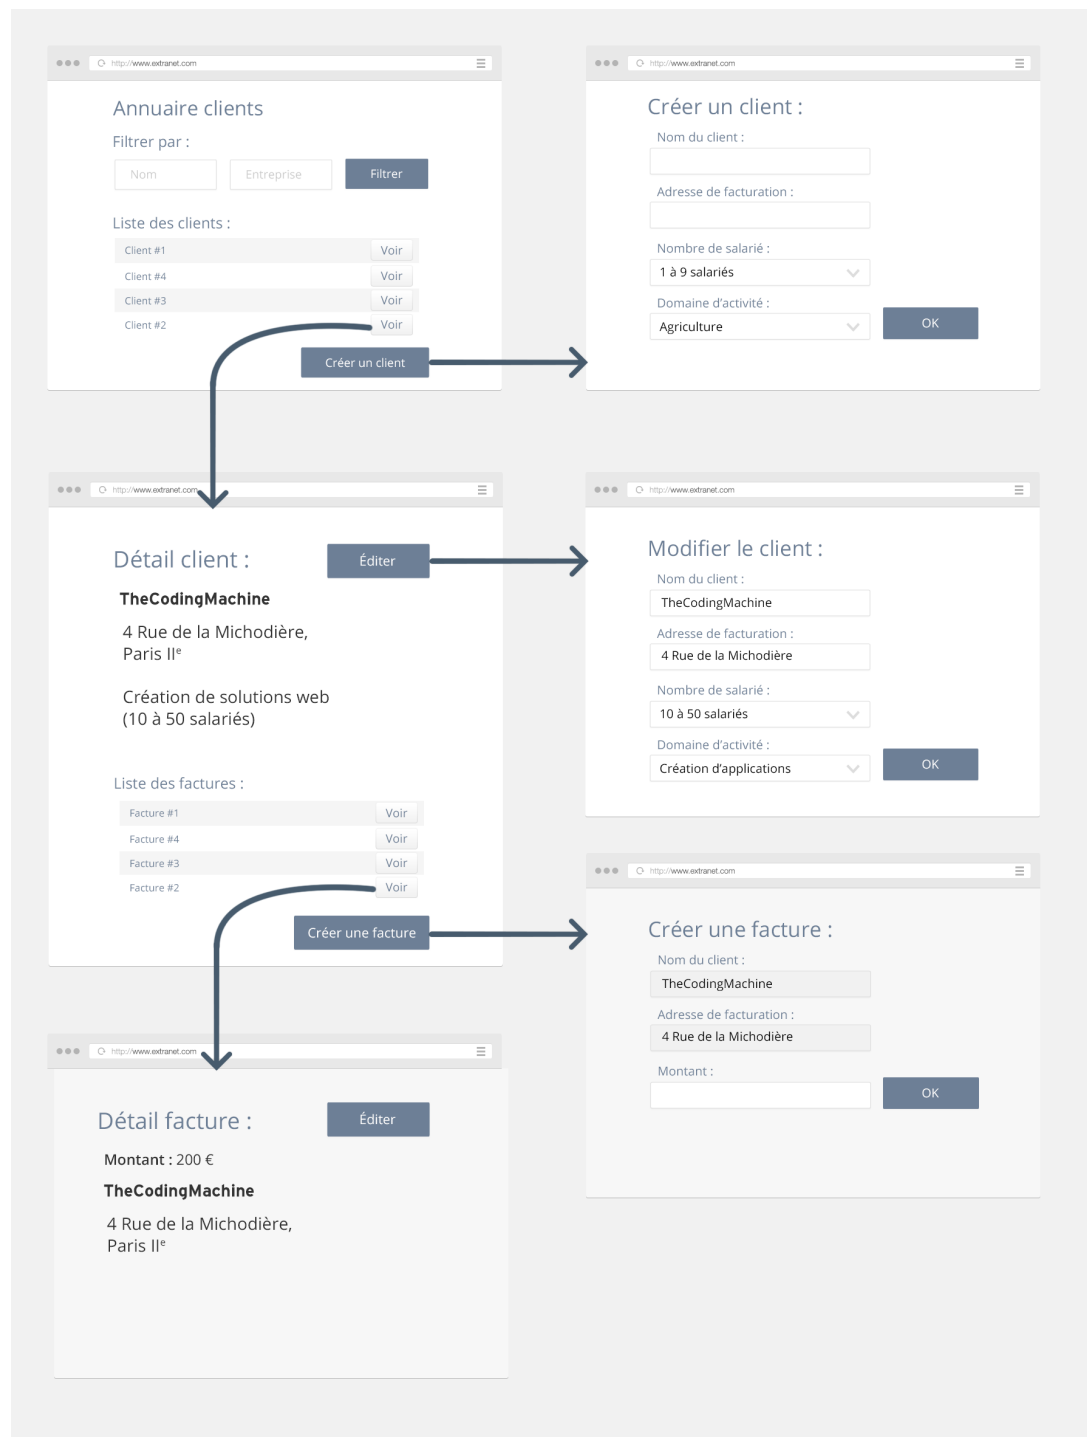 http://www.extranet.com
Annuaire clients
Filtrer par :
Nom
Entreprise
Filtrer
Liste des clients :
Client #1
Voir
Client #4
Voir
Client #3
Voir
Client #2
Voir
Créer un client
http://www.extranet.com
Créer un client :
Nom du client :
Adresse de facturation :
Nombre de salarié :
1 à 9 salariés
Domaine d'activité :
Agriculture
OK
http://www.extranet.com
Détail client :
Éditer
TheCodingMachine
4 Rue de la Michodière,
Paris IIᵉ
Création de solutions web
(10 à 50 salariés)
Liste des factures :
Facture #1
Voir
Facture #4
Voir
Facture #3
Voir
Facture #2
Voir
Créer une facture
http://www.extranet.com
Modifier le client :
Nom du client :
TheCodingMachine
Adresse de facturation :
4 Rue de la Michodière
Nombre de salarié :
10 à 50 salariés
Domaine d'activité :
Création d'applications
OK
http://www.extranet.com
Créer une facture :
Nom du client :
TheCodingMachine
Adresse de facturation :
4 Rue de la Michodière
Montant :
OK
http://www.extranet.com
Détail facture :
Éditer
Montant : 200 €
TheCodingMachine
4 Rue de la Michodière,
Paris IIᵉ